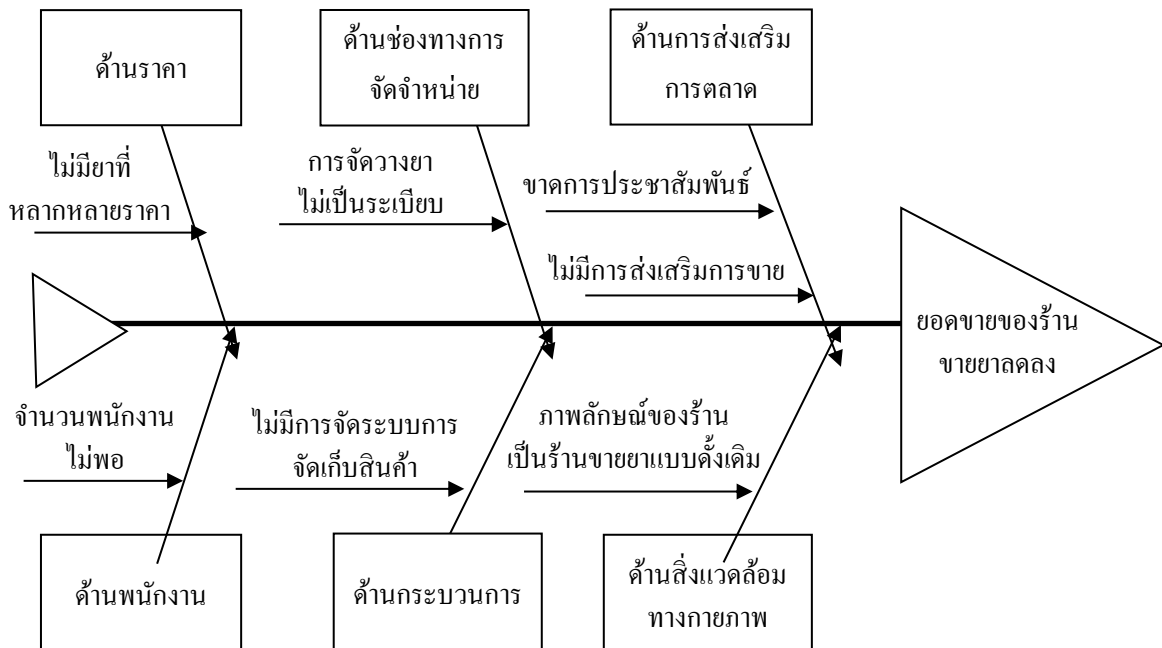 ด้านราคา
ด้านช่องทางการ
จัดจำหน่าย
ด้านการส่งเสริม
การตลาด
ไม่มียาที่
หลากหลายราคา
การจัดวางยา
ไม่เป็นระเบียบ
ขาดการประชาสัมพันธ์
ไม่มีการส่งเสริมการขาย
ยอดขายของร้าน
ขายยาลดลง
จำนวนพนักงาน
ไม่พอ
ไม่มีการจัดระบบการ
จัดเก็บสินค้า
ภาพลักษณ์ของร้าน
เป็นร้านขายยาแบบดั้งเดิม
ด้านพนักงาน
ด้านกระบวนการ
ด้านสิ่งแวดล้อม
ทางกายภาพ